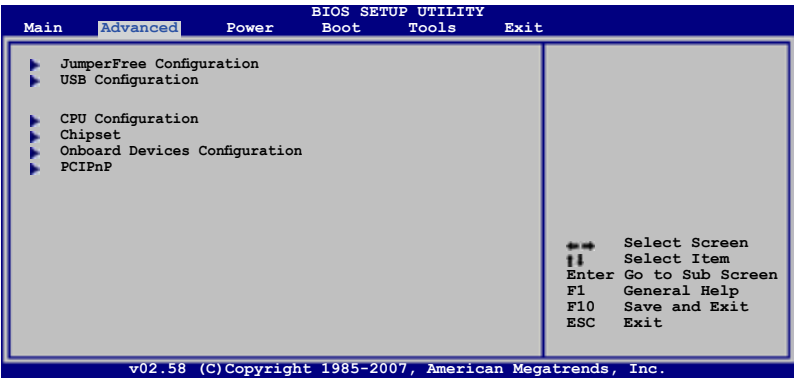 BIOS SETUP UTILITY
Main Advanced Power Boot Tools Exit
JumperFree Configuration
USB Configuration
CPU Configuration
Chipset
Onboard Devices Configuration
PCIPnP
Select Screen
Select Item
Enter Go to Sub Screen
F1 General Help
F10 Save and Exit
ESC Exit
v02.58 (C)Copyright 1985-2007, American Megatrends, Inc.